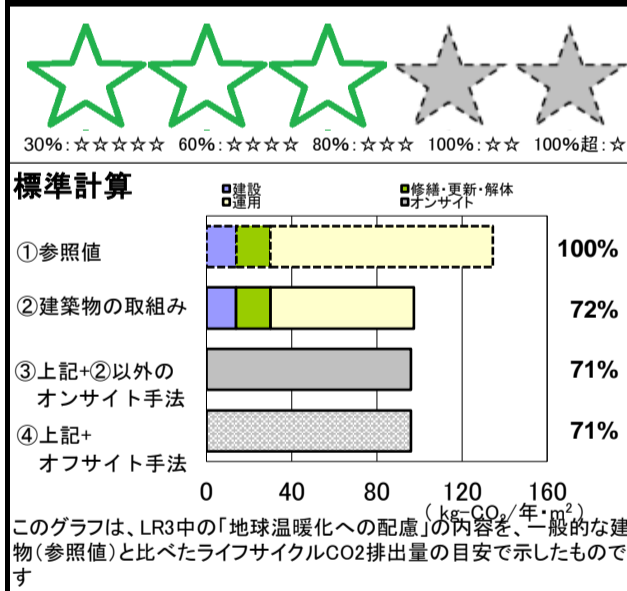 30%:☆☆☆☆☆ 60%:☆☆☆☆ 80%:☆☆☆ 100%:☆☆ 100%超:☆
標準計算
建設 修繕・更新・解体
運用 オンサイト
①参照値 100%
②建築物の取組み 72%
③上記+②以外の 71%
オンサイト手法
④上記+ 71%
オフサイト手法
0 40 80 120 160
(kg-CO₂/年・m²)
このグラフは、LR3中の「地球温暖化への配慮」の内容を、一般的な建
物(参照値)と比べたライフサイクルCO2排出量の目安で示したもので
す